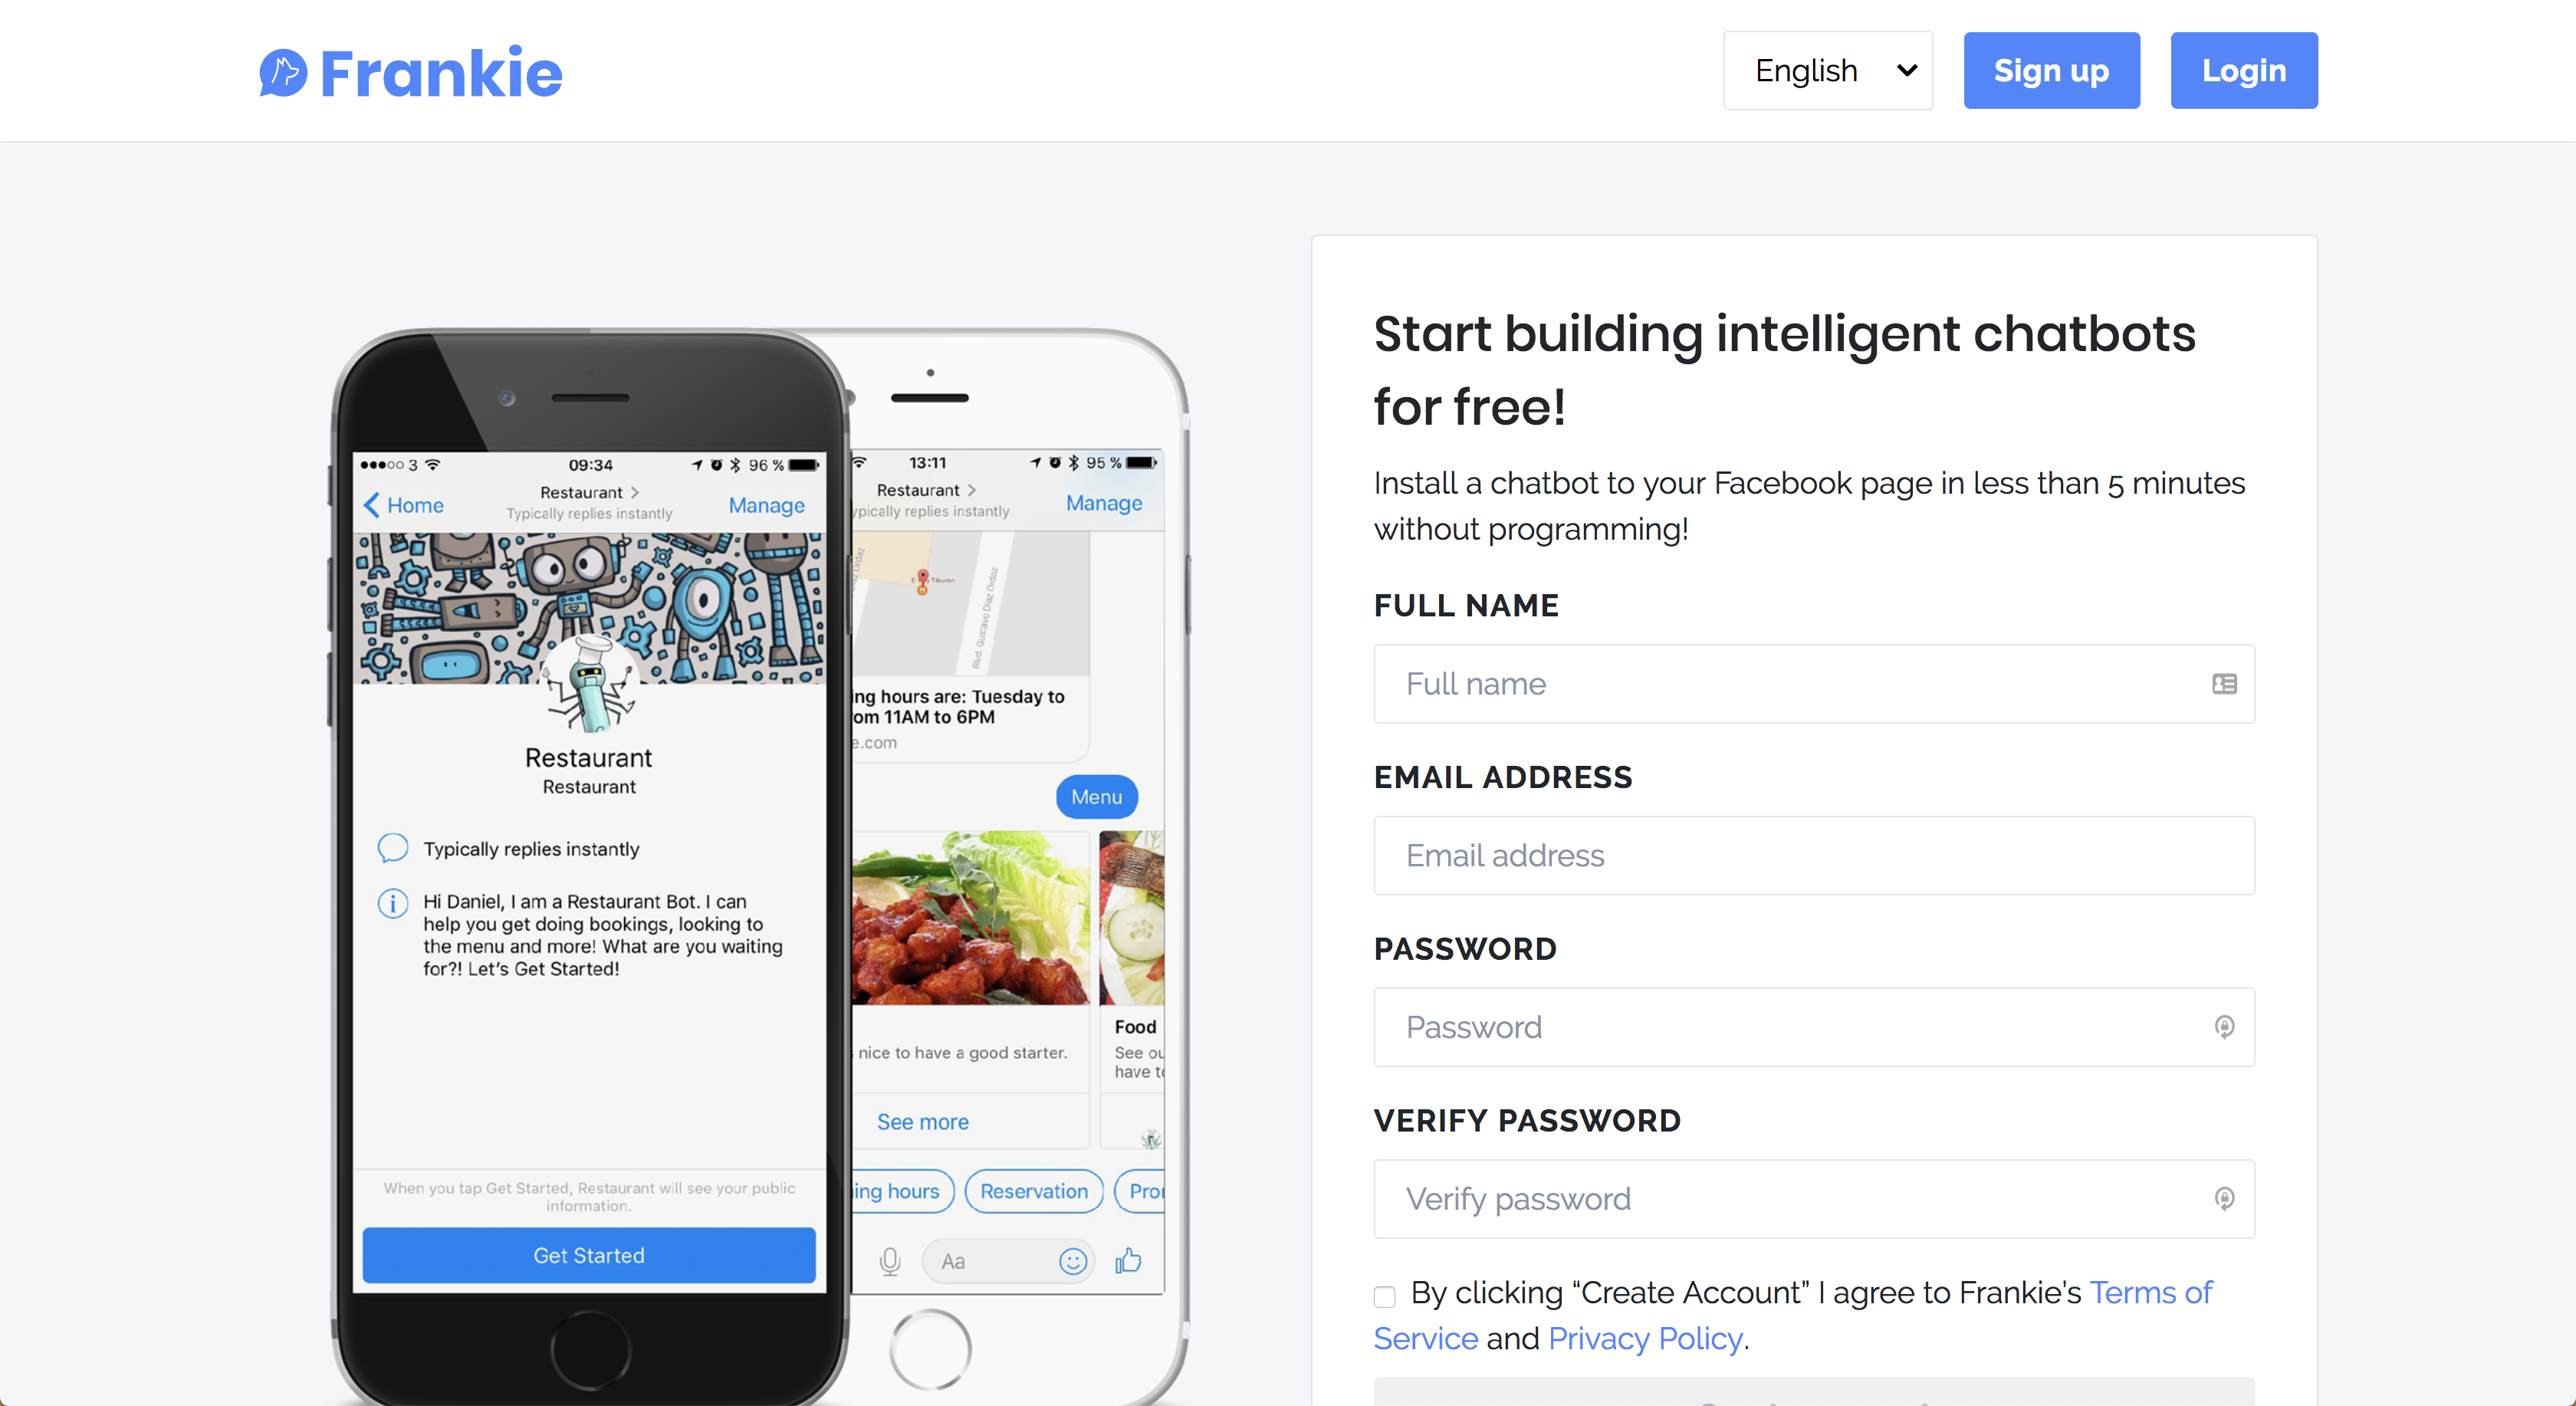 Frankie
English
Sign up
Login
●●●○○ 3
09:34
96 %
Home
Restaurant >
Typically replies instantly
Manage
Restaurant
Restaurant
Typically replies instantly
Hi Daniel, I am a Restaurant Bot. I can
help you get doing bookings, looking to
the menu and more! What are you waiting
for?! Let's Get Started!
When you tap Get Started, Restaurant will see your public
information.
Get Started
13:11
95 %
Restaurant >
ypically replies instantly
Manage
Tiburón
Blvd. Gustavo Díaz Ordaz
ing hours are: Tuesday to
om 11AM to 6PM
e.com
Menu
nice to have a good starter.
See more
Food
See ou
have to
ing hours
Reservation
Pro
Aa
Start building intelligent chatbots
for free!
Install a chatbot to your Facebook page in less than 5 minutes
without programming!
FULL NAME
Full name
EMAIL ADDRESS
Email address
PASSWORD
Password
VERIFY PASSWORD
Verify password
By clicking “Create Account” I agree to Frankie’s Terms of
Service and Privacy Policy.